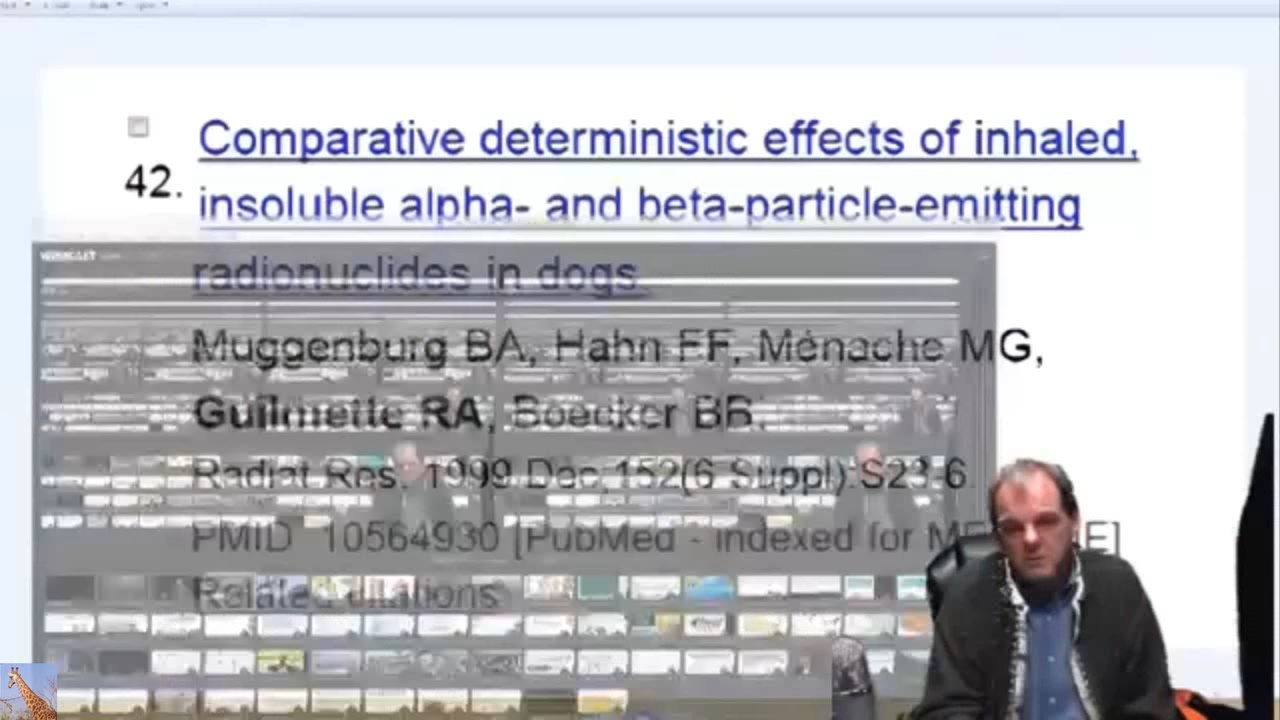 42.
Comparative deterministic effects of inhaled,
insoluble alpha- and beta-particle-emitting
radionuclides in dogs.
Muggenburg BA, Hahn FF, Menache MG,
Guilmette RA, Boecker BB.
Radiat Res. 1999 Dec;152(6 Suppl):S23-6.
PMID 10564930 [PubMed - indexed for
Related citations